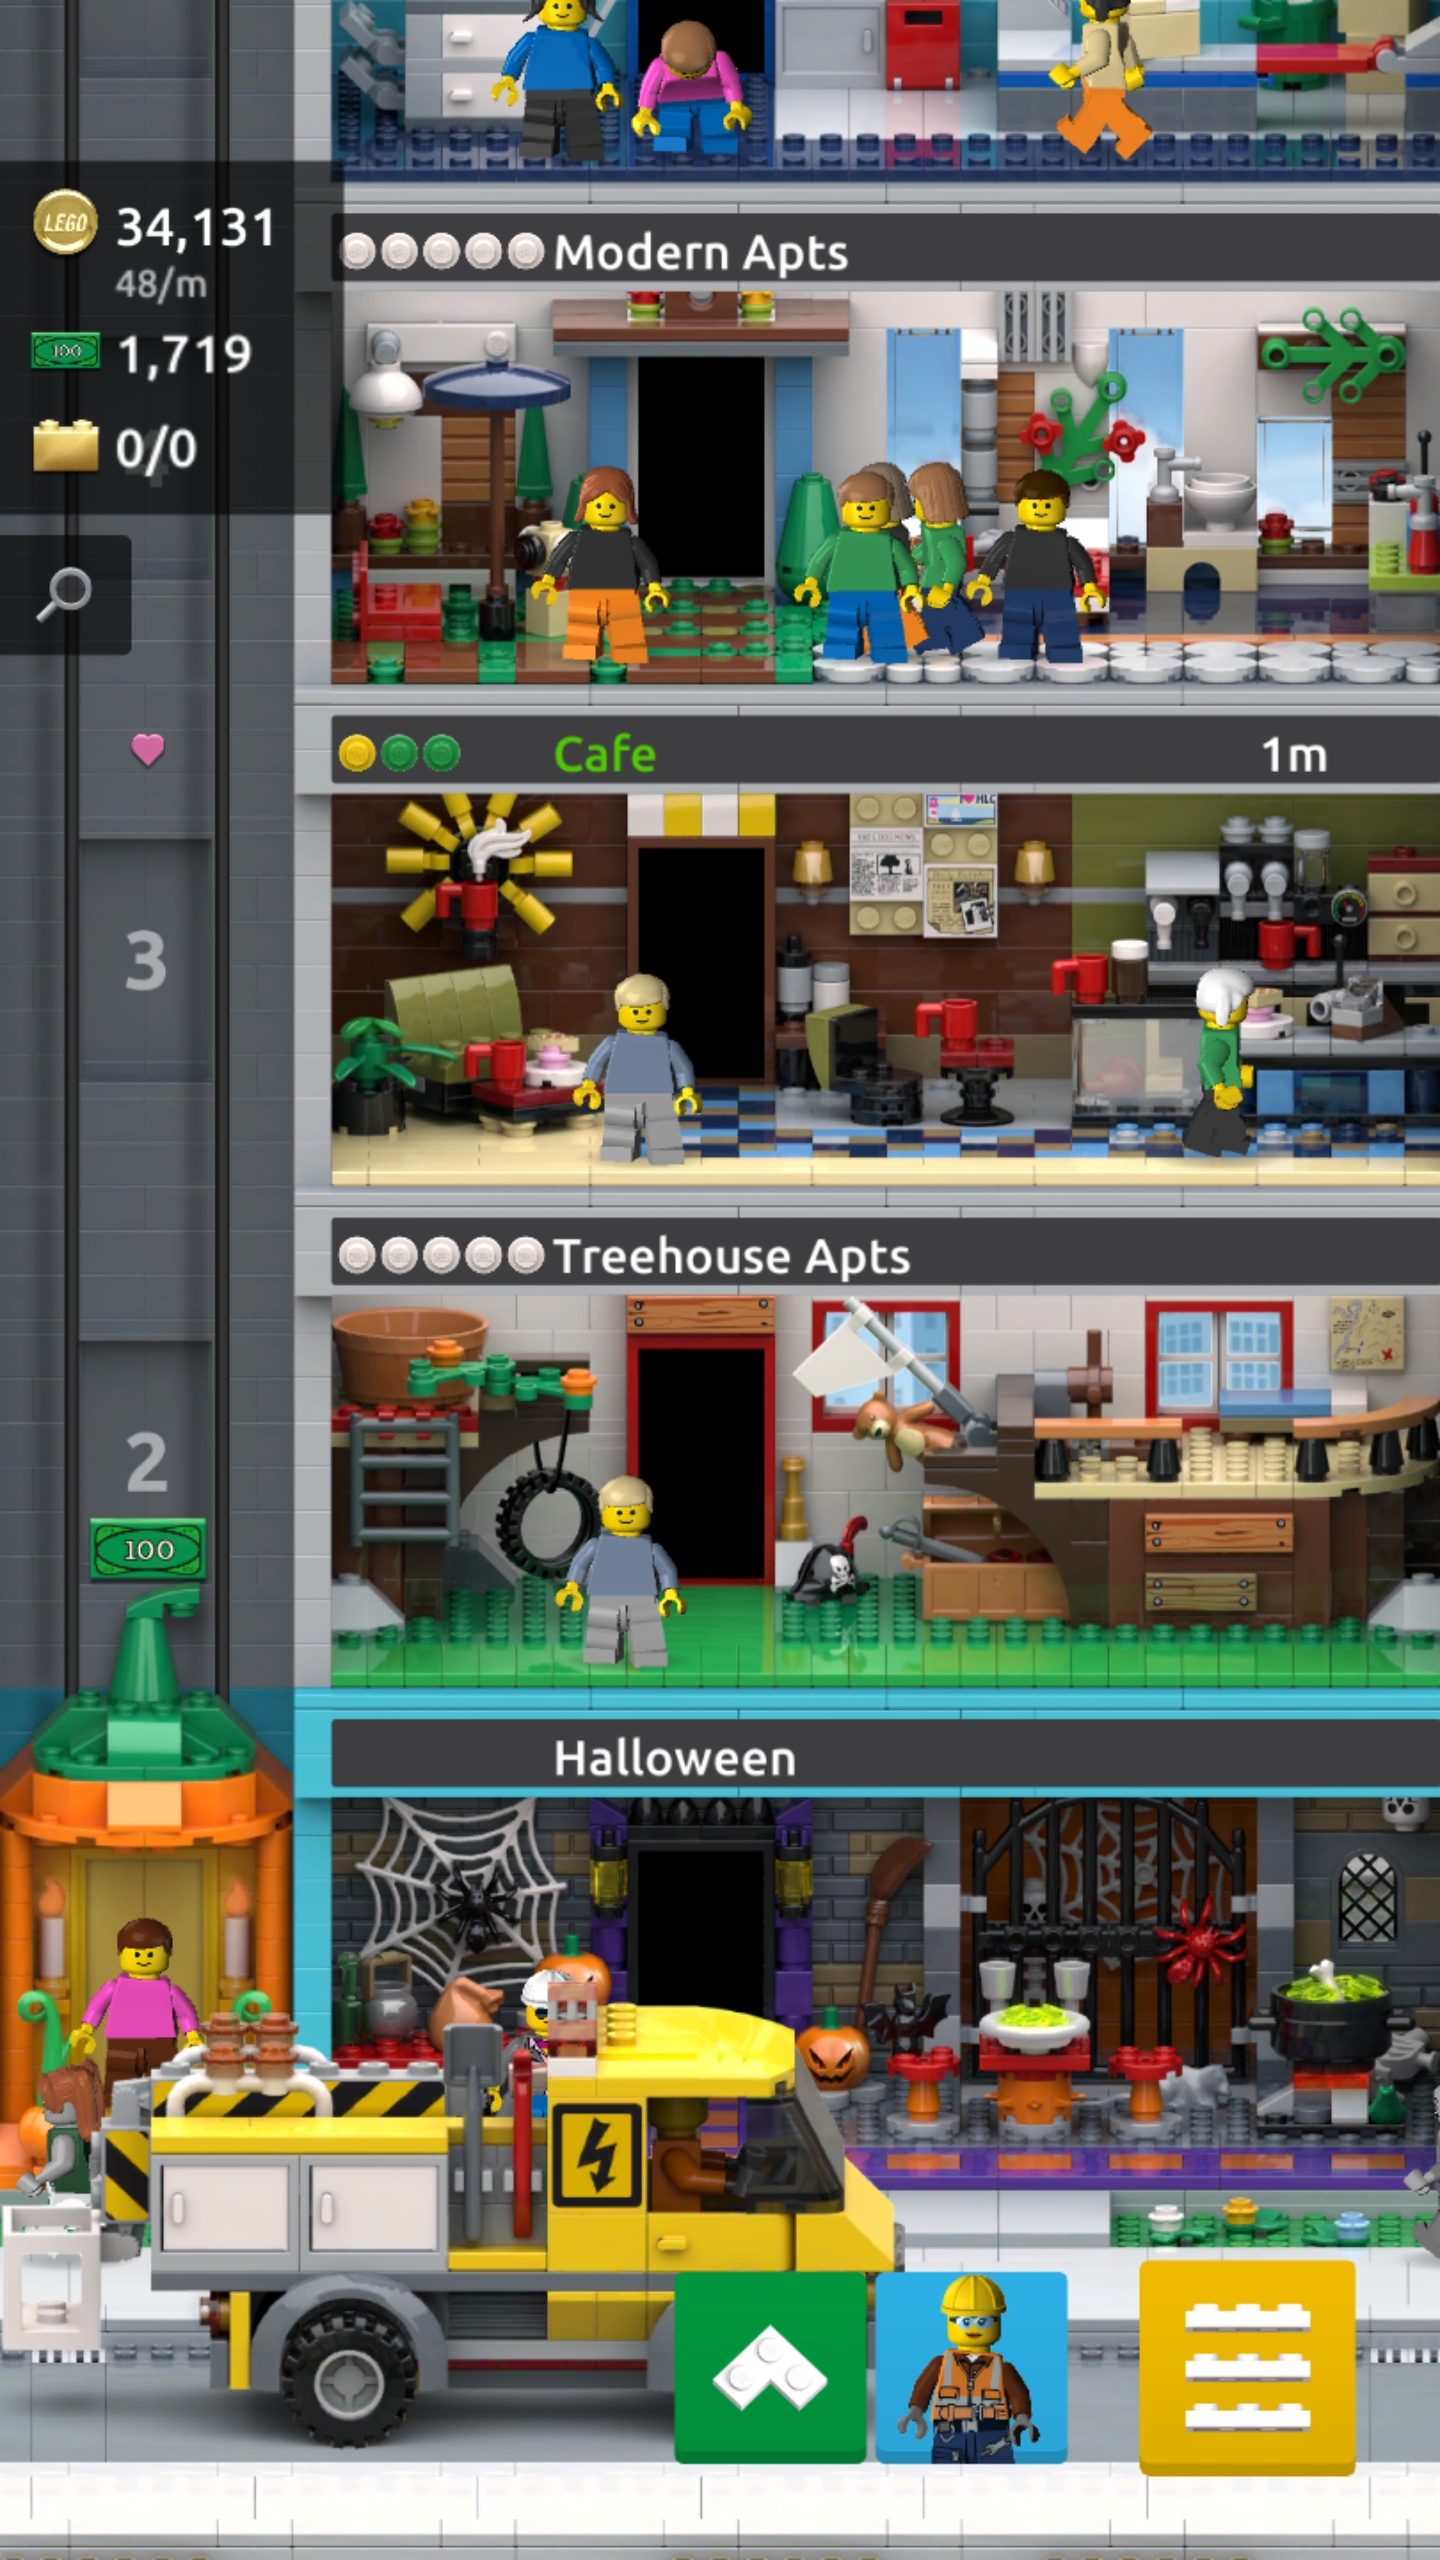 LEGO 34,131
48/m
100 1,719
0/0
Modern Apts
Cafe 1m
3
Treehouse Apts
2
100
Halloween